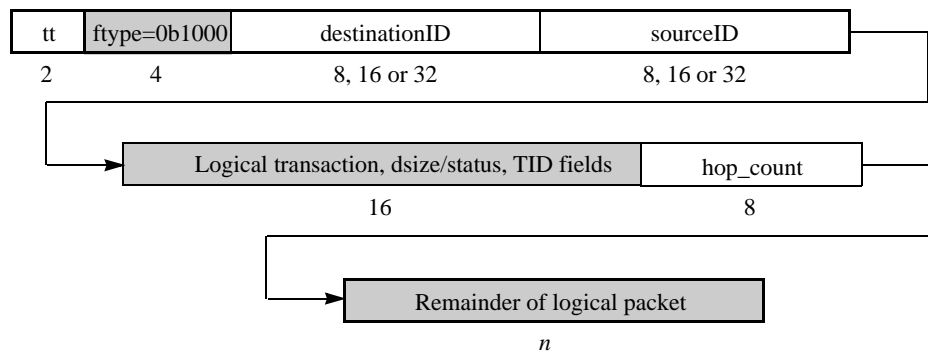 tt ftype=0b1000 destinationID sourceID
2 4 8, 16 or 32 8, 16 or 32
Logical transaction, dsize/status, TID fields hop_count
16 8
Remainder of logical packet
n